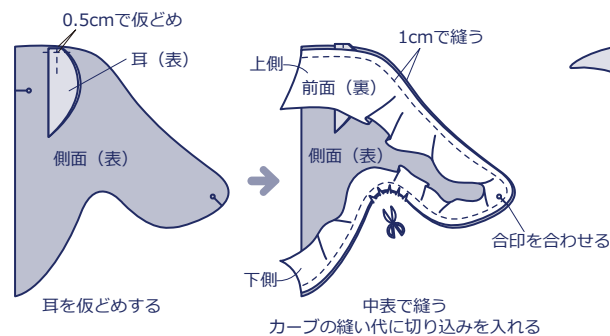 0.5cmで仮どめ
耳（表）
側面（表）
耳を仮どめする
1cmで縫う
上側
前面（裏）
側面（表）
合印を合わせる
下側
中表で縫う
カーブの縫い代に切り込みを入れる